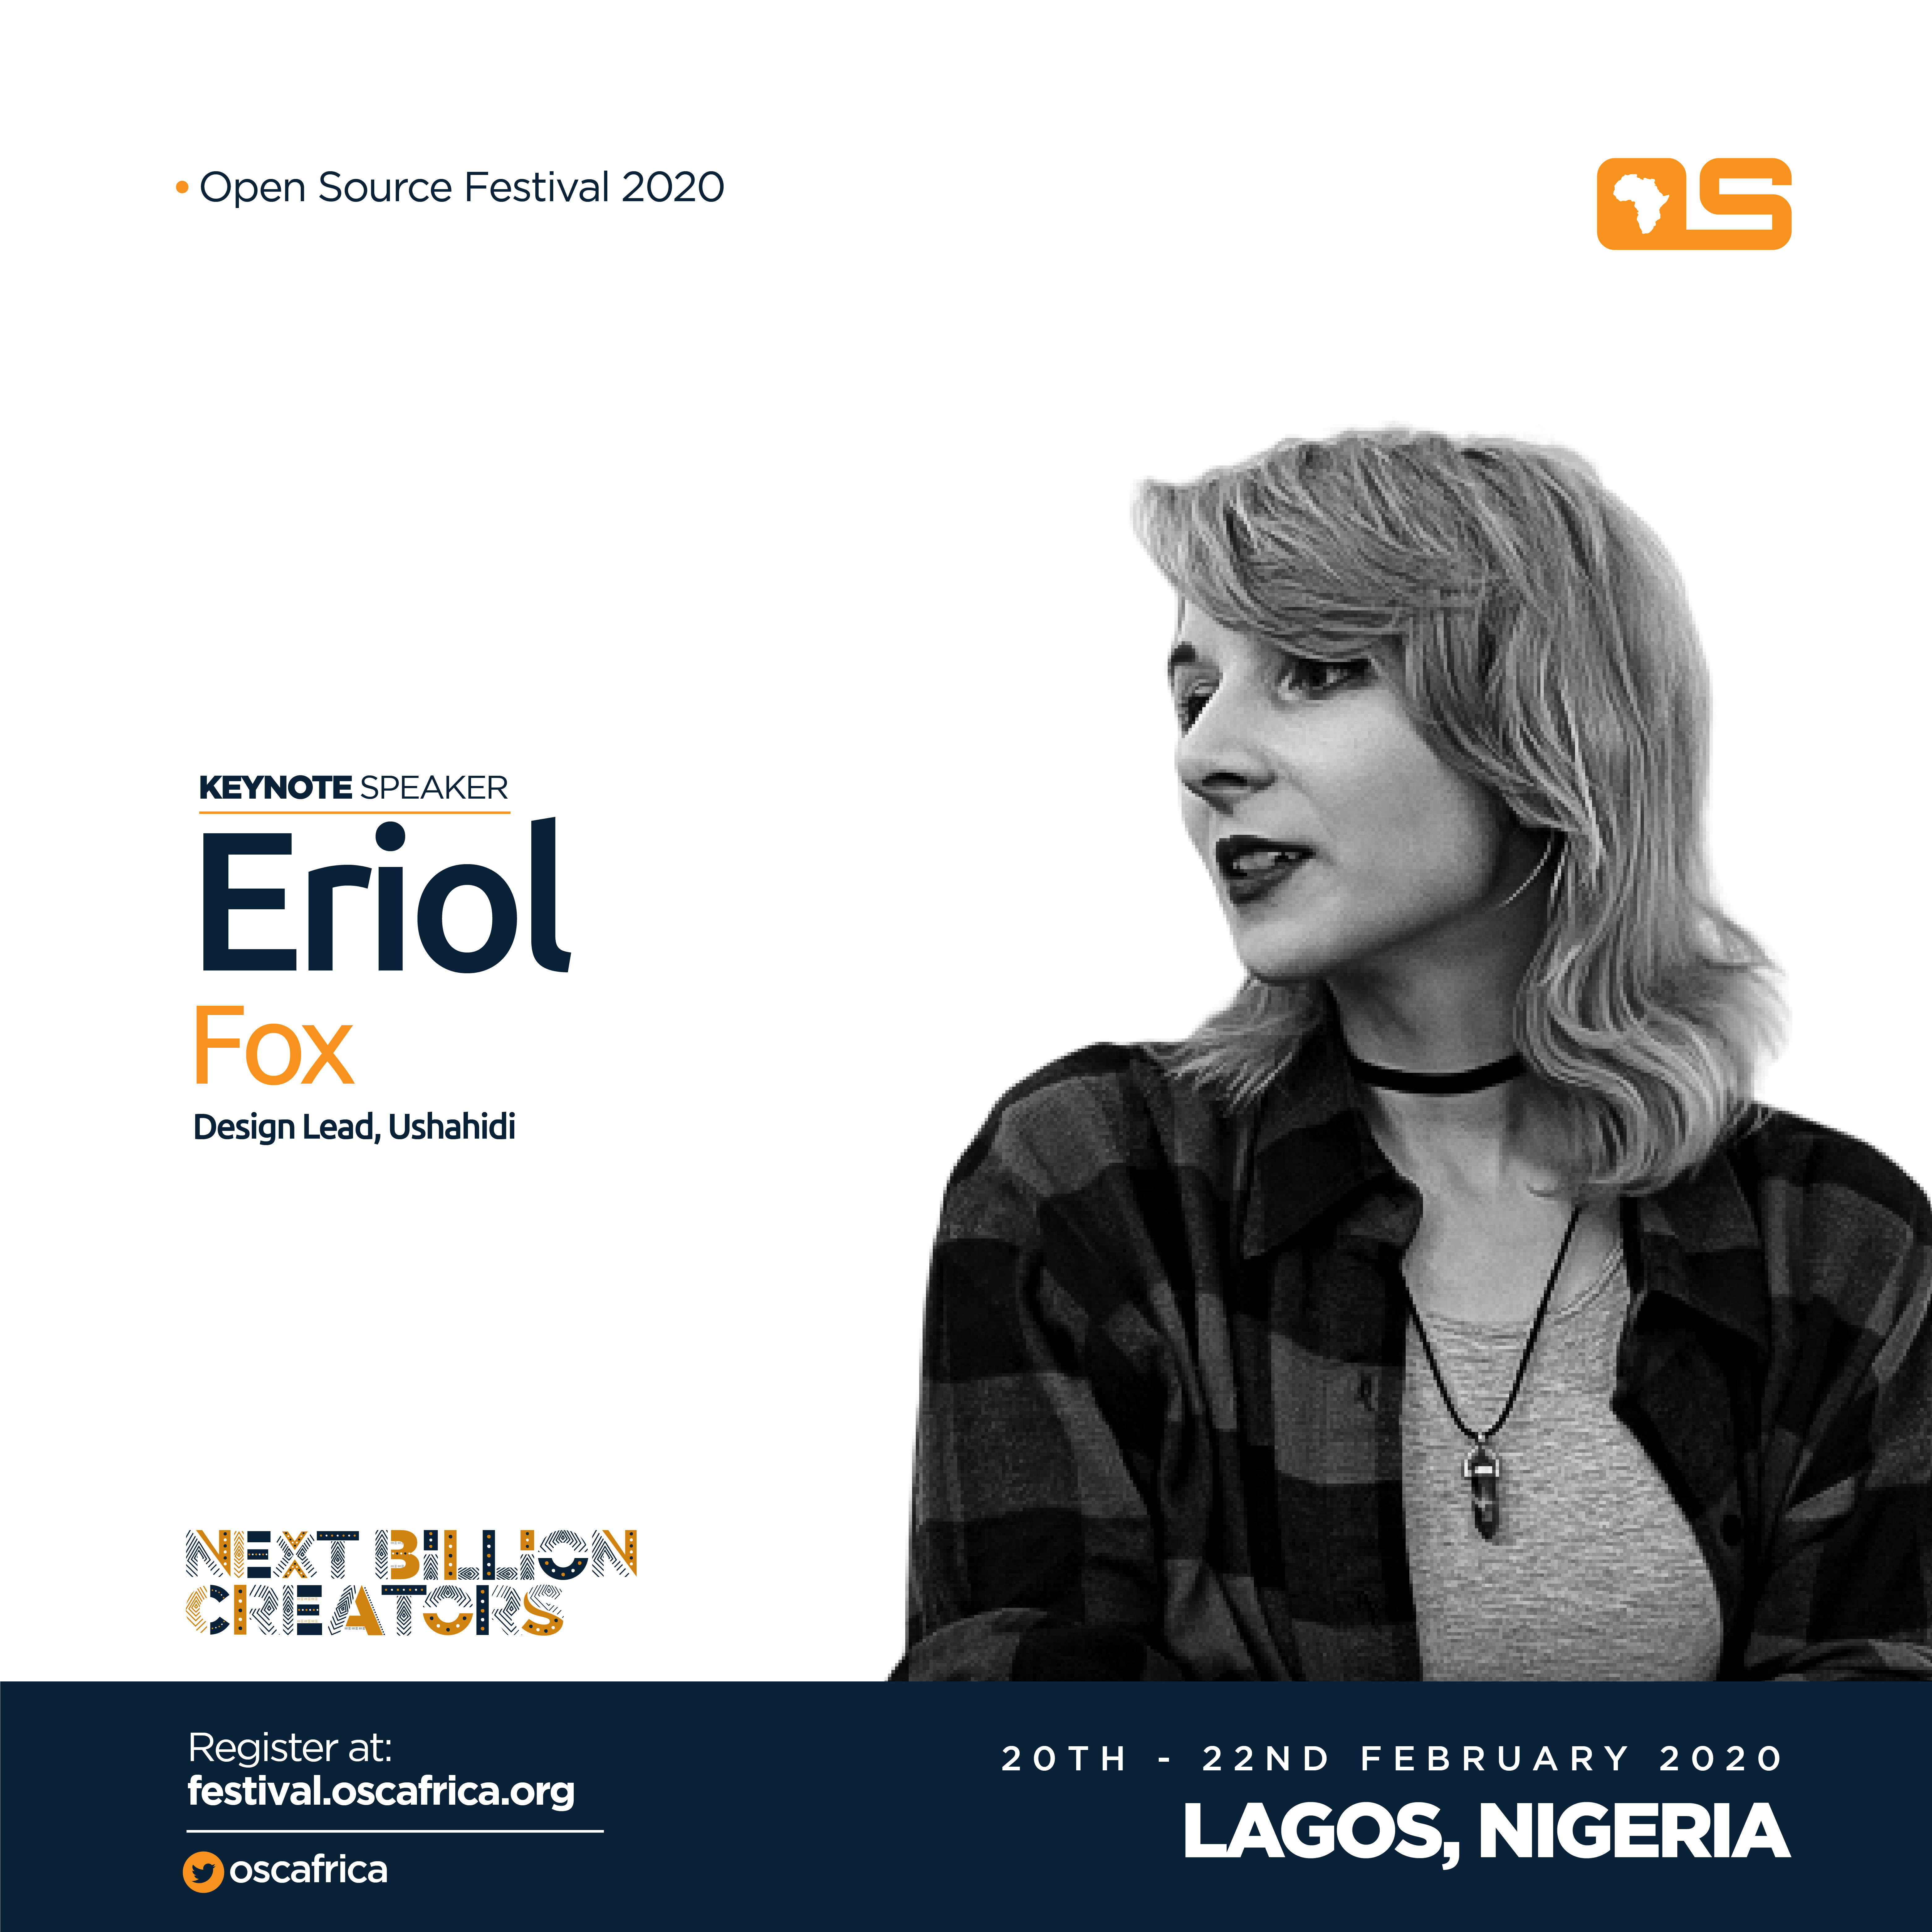 • Open Source Festival 2020
OS
KEYNOTE SPEAKER
Eriol
Fox
Design Lead, Ushahidi
NEXT BILLION
CREATORS
Register at:
festival.oscafrica.org
oscafrica
20TH - 22ND FEBRUARY 2020
LAGOS, NIGERIA